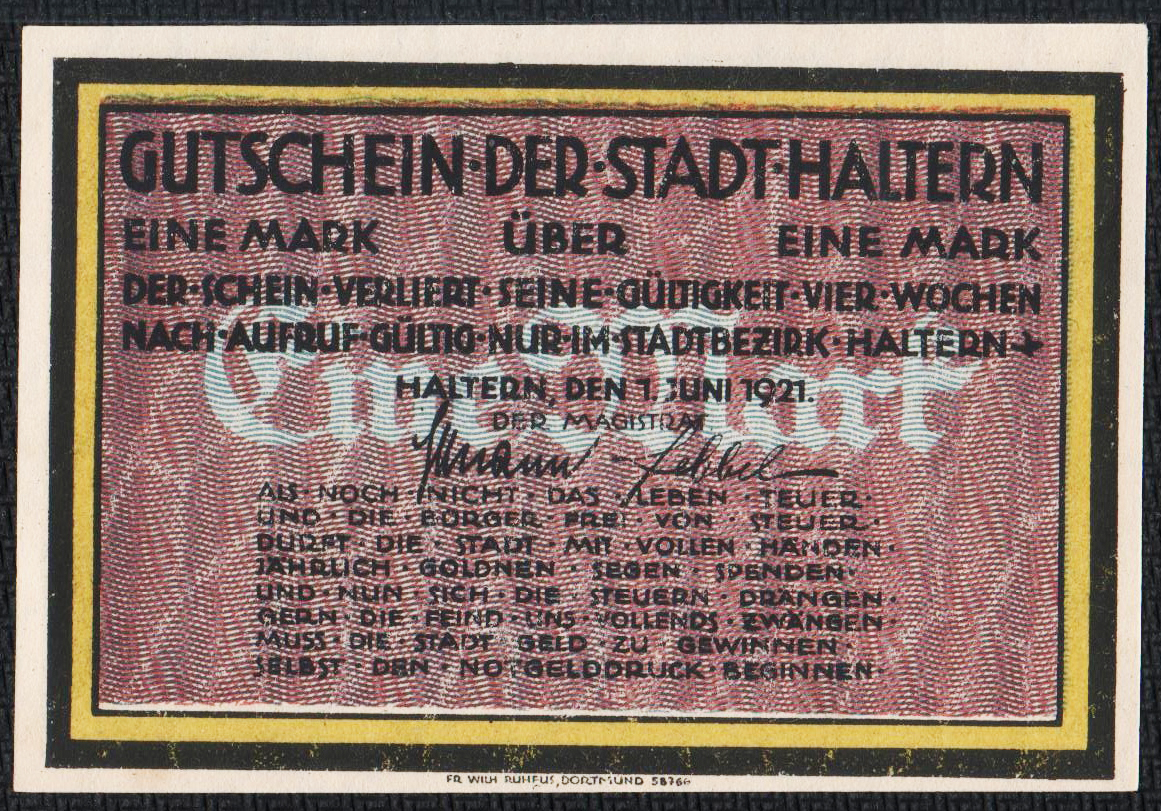 GUTSCHEIN·DER·STADT·HALTERN
EINE MARK ÜBER EINE MARK
DER·SCHEIN·VERLIERT·SEINE·GÜLTIGKEIT·VIER·WOCHEN
NACH·AUFRUF·GÜLTIG·NUR·IM·STADTBEZIRK·HALTERN
Eine Mark
HALTERN, DEN 1. JUNI 1921.
DER MAGISTRAT
ALS · NOCH · NICHT · DAS · LEBEN · TEUER ·
UND · DIE · BÜRGER · FREI · VON · STEUER ·
DURFT · DIE · STADT · MIT · VOLLEN · HÄNDEN ·
JÄHRLICH · GOLDNEN · SEGEN · SPENDEN ·
UND · NUN · SICH · DIE · STEUERN · DRÄNGEN ·
GERN · DIE · FEIND · UNS · VOLLENDS · ZWÄNGEN ·
MUSS · DIE · STADT · GELD · ZU · GEWINNEN ·
SELBST · DEN · NOTGELDDRUCK · BEGINNEN ·
FR. WILH. RUHFUS, DORTMUND 58766